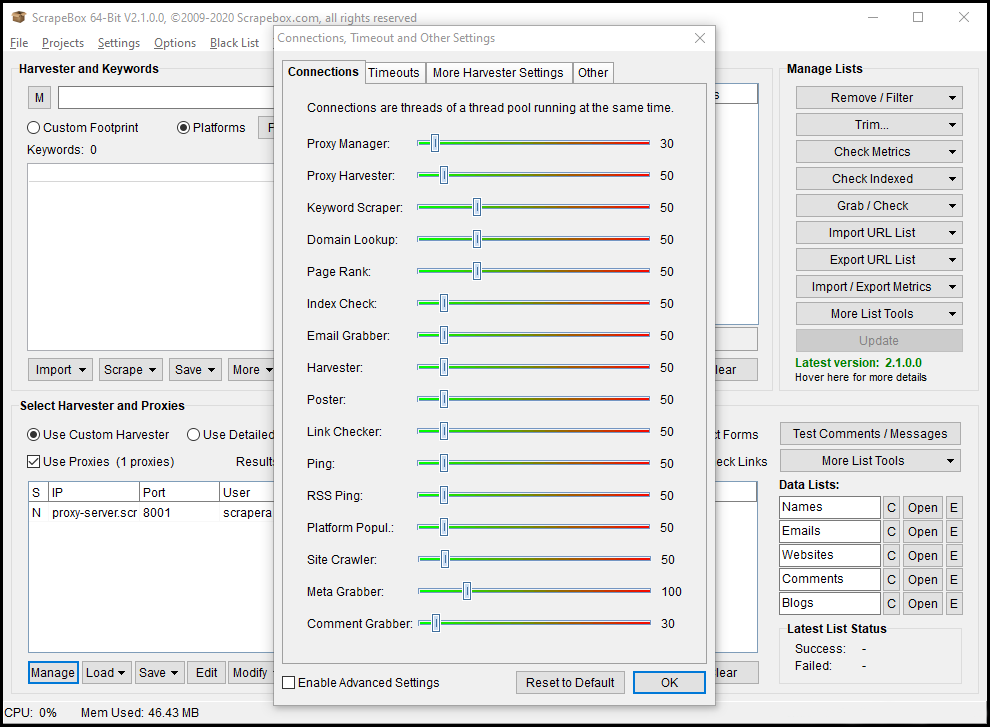 ScrapeBox 64-Bit V2.1.0.0, ©2009-2020 Scrapebox.com, all rights reserved
File Projects Settings Options Black List
Connections, Timeout and Other Settings
Connections Timeouts More Harvester Settings Other
Connections are threads of a thread pool running at the same time.
Proxy Manager: 30
Proxy Harvester: 50
Keyword Scraper: 50
Domain Lookup: 50
Page Rank: 50
Index Check: 50
Email Grabber: 50
Harvester: 50
Poster: 50
Link Checker: 50
Ping: 50
RSS Ping: 50
Platform Popul.: 50
Site Crawler: 50
Meta Grabber: 100
Comment Grabber: 30
Enable Advanced Settings Reset to Default OK
Harvester and Keywords
M
Custom Footprint Platforms
Keywords: 0
Import Scrape Save More
Select Harvester and Proxies
Use Custom Harvester Use Detailed
Use Proxies (1 proxies) Results
S IP Port User
N proxy-server.scr 8001 scrapera
Manage Load Save Edit Modify
s
lear
t Forms
eck Links
lear
Manage Lists
Remove / Filter
Trim...
Check Metrics
Check Indexed
Grab / Check
Import URL List
Export URL List
Import / Export Metrics
More List Tools
Update
Latest version: 2.1.0.0
Hover here for more details
Test Comments / Messages
More List Tools
Data Lists:
Names C Open E
Emails C Open E
Websites C Open E
Comments C Open E
Blogs C Open E
Latest List Status
Success: -
Failed: -
CPU: 0% Mem Used: 46.43 MB